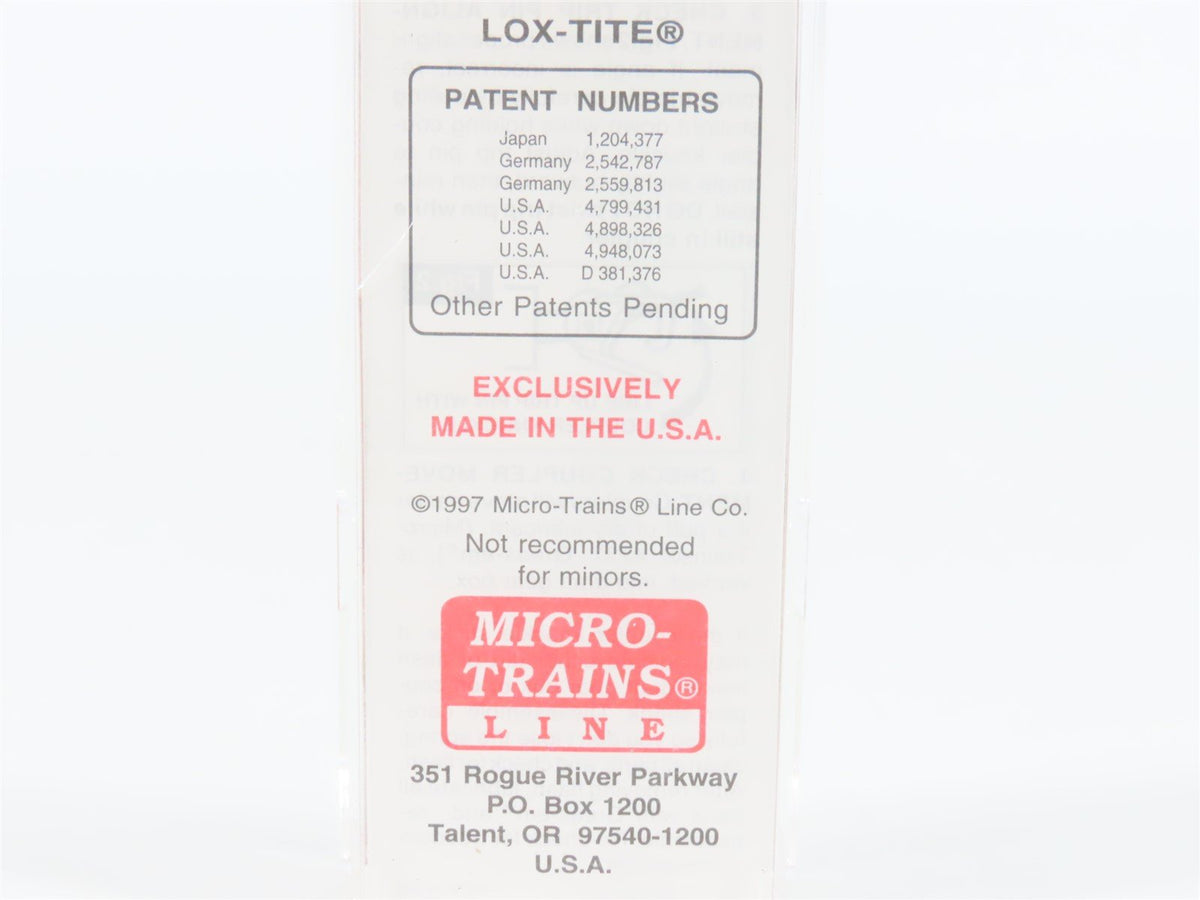 LOX-TITE®
PATENT NUMBERS
Japan 1,204,377
Germany 2,542,787
Germany 2,559,813
U.S.A. 4,799,431
U.S.A. 4,898,326
U.S.A. 4,948,073
U.S.A. D 381,376
Other Patents Pending
EXCLUSIVELY
MADE IN THE U.S.A.
©1997 Micro-Trains® Line Co.
Not recommended
for minors.
MICRO-
TRAINS®
LINE
351 Rogue River Parkway
P.O. Box 1200
Talent, OR 97540-1200
U.S.A.